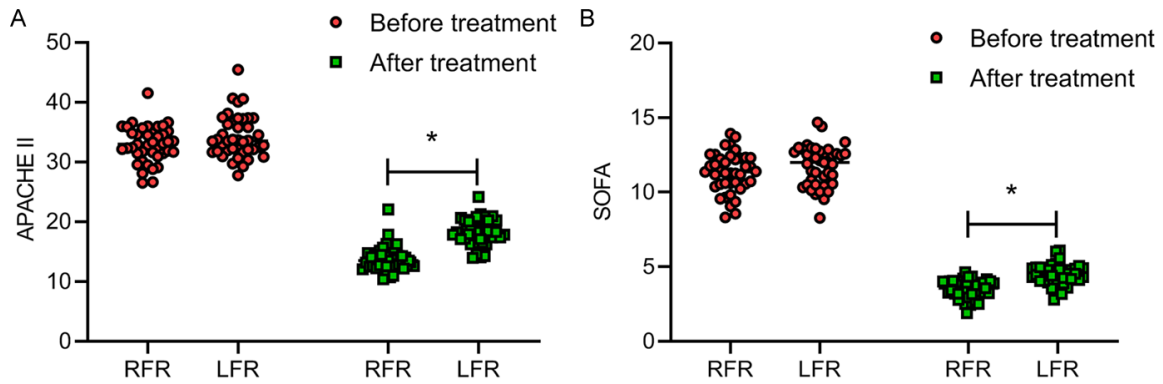 A
APACHE II
50
40
30
20
10
0
Before treatment
After treatment
*
RFR LFR RFR LFR
B
SOFA
20
15
10
5
0
Before treatment
After treatment
*
RFR LFR RFR LFR